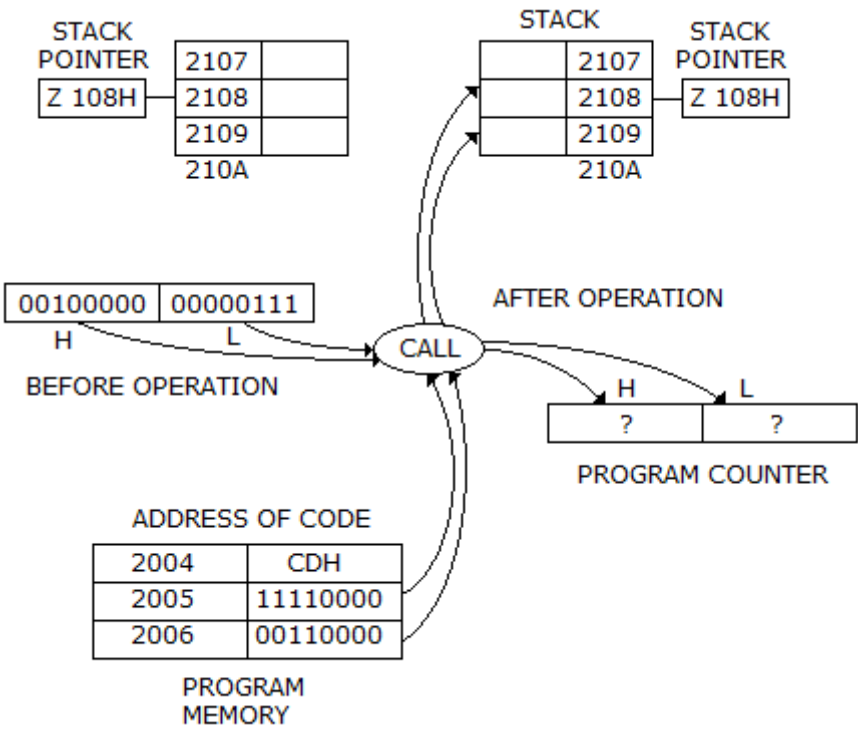 STACK
POINTER
Z 108H
2107
2108
2109
210A
STACK
2107
2108
2109
210A
STACK
POINTER
Z 108H
00100000 00000111
H L
BEFORE OPERATION
CALL
AFTER OPERATION
H L
? ?
PROGRAM COUNTER
ADDRESS OF CODE
2004 CDH
2005 11110000
2006 00110000
PROGRAM
MEMORY